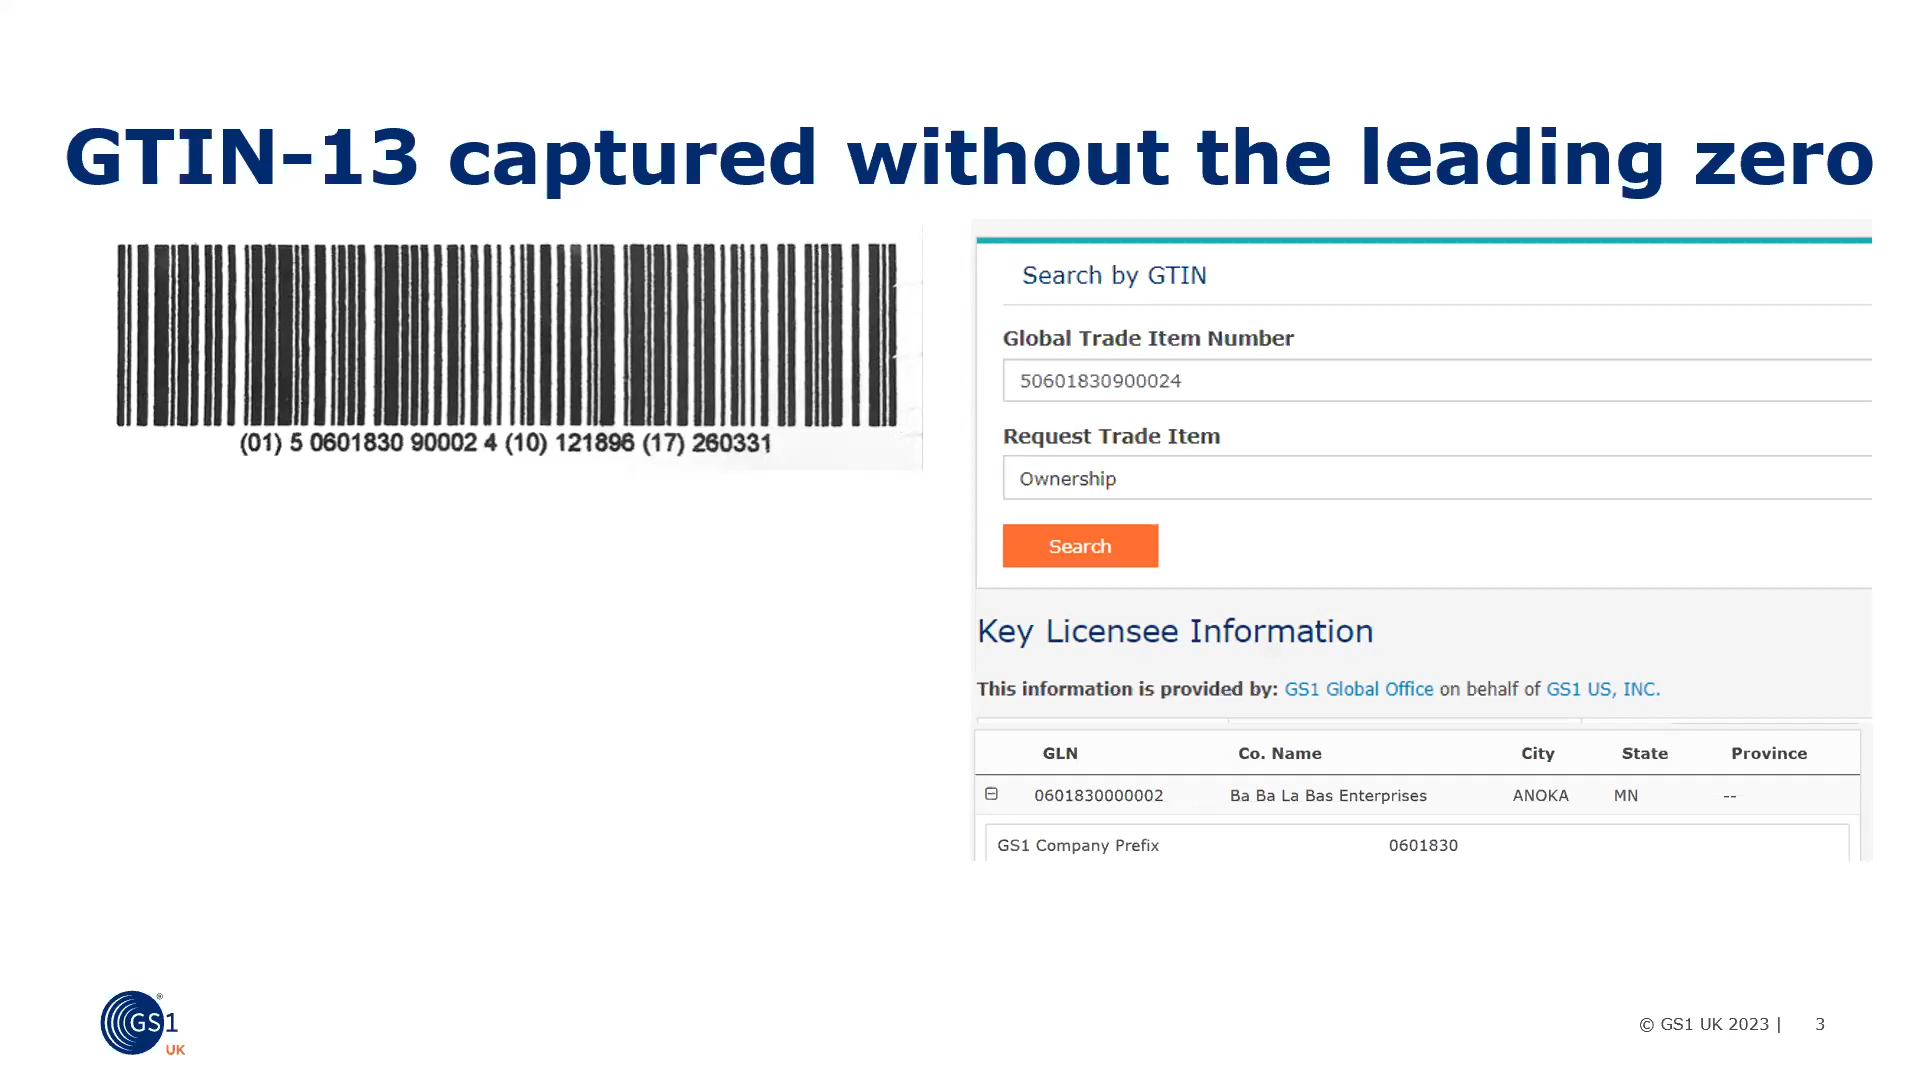 GTIN-13 captured without the leading zero
(01) 5 0601830 90002 4 (10) 121896 (17) 260331
Search by GTIN
Global Trade Item Number
50601830900024
Request Trade Item
Ownership
Search
Key Licensee Information
This information is provided by: GS1 Global Office on behalf of GS1 US, INC.
GLN Co. Name City State Province
0601830000002 Ba Ba La Bas Enterprises ANOKA MN --
GS1 Company Prefix 0601830
GS1 ®
UK
© GS1 UK 2023 | 3